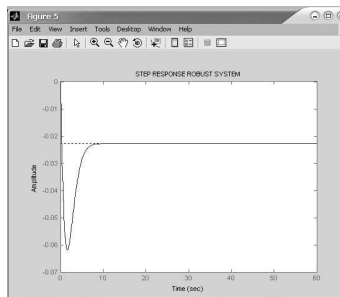 Figure 5
File Edit View Insert Tools Desktop Window Help
STEP RESPONSE ROBUST SYSTEM
Amplitude
0
-0.01
-0.02
-0.03
-0.04
-0.05
-0.06
-0.07
0 10 20 30 40 50 60
Time (sec)